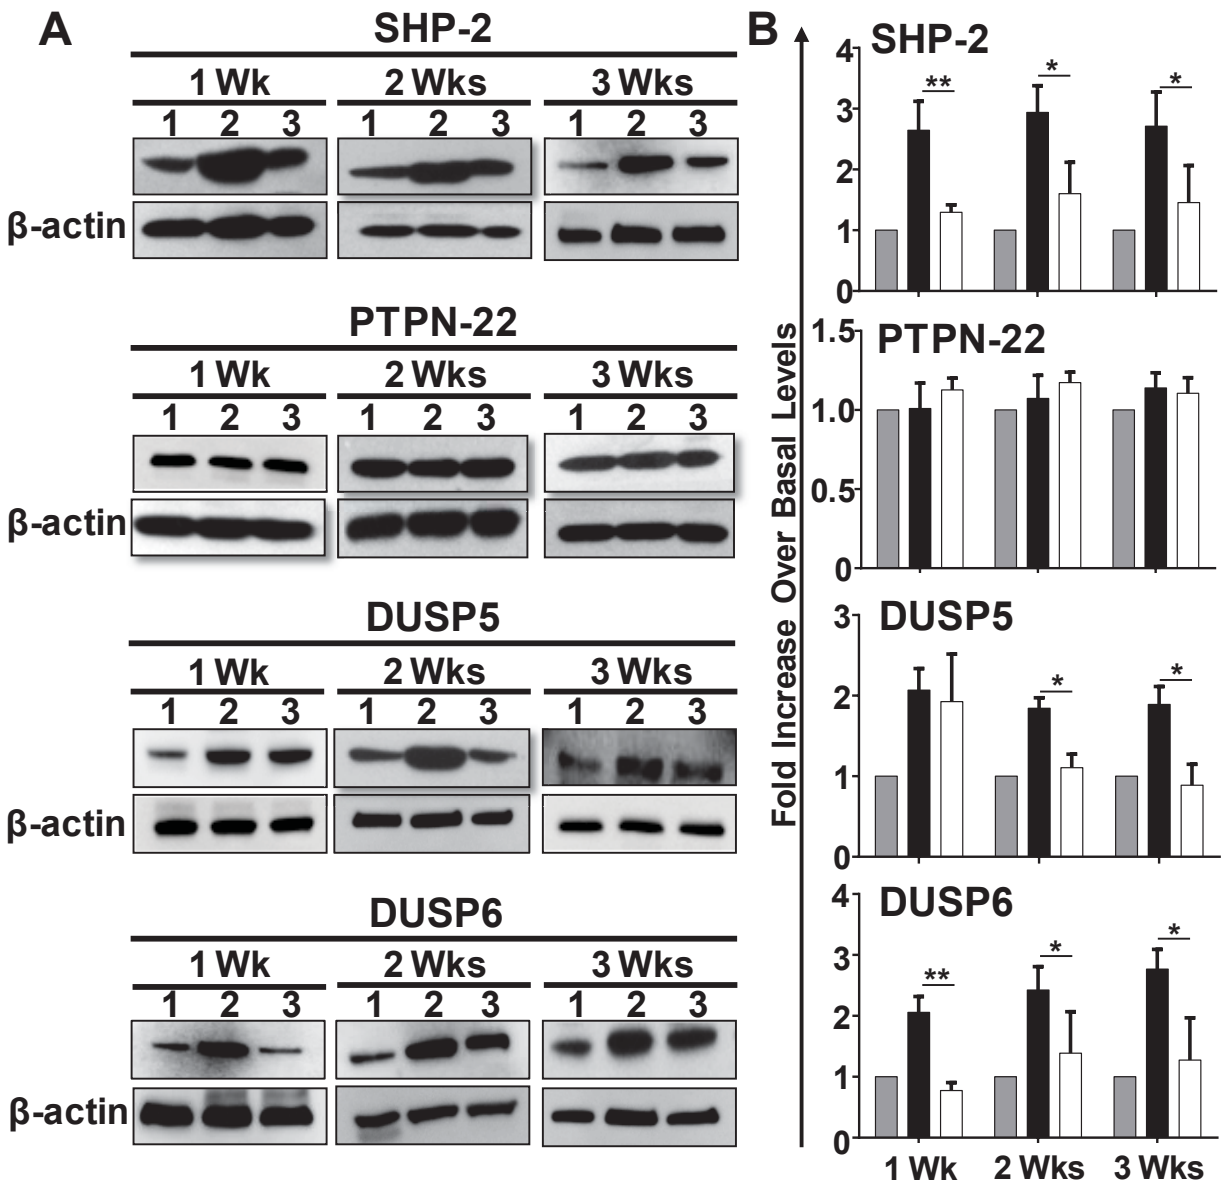 A
SHP-2
1 Wk 2 Wks 3 Wks
1 2 3 1 2 3 1 2 3
β-actin
PTPN-22
1 Wk 2 Wks 3 Wks
1 2 3 1 2 3 1 2 3
β-actin
DUSP5
1 Wk 2 Wks 3 Wks
1 2 3 1 2 3 1 2 3
β-actin
DUSP6
1 Wk 2 Wks 3 Wks
1 2 3 1 2 3 1 2 3
β-actin
B
Fold Increase Over Basal Levels
SHP-2
4
3
2
1
0
** * *
PTPN-22
1.5
1.0
0.5
0
DUSP5
3
2
1
0
* *
DUSP6
4
3
2
1
0
** * *
1 Wk 2 Wks 3 Wks